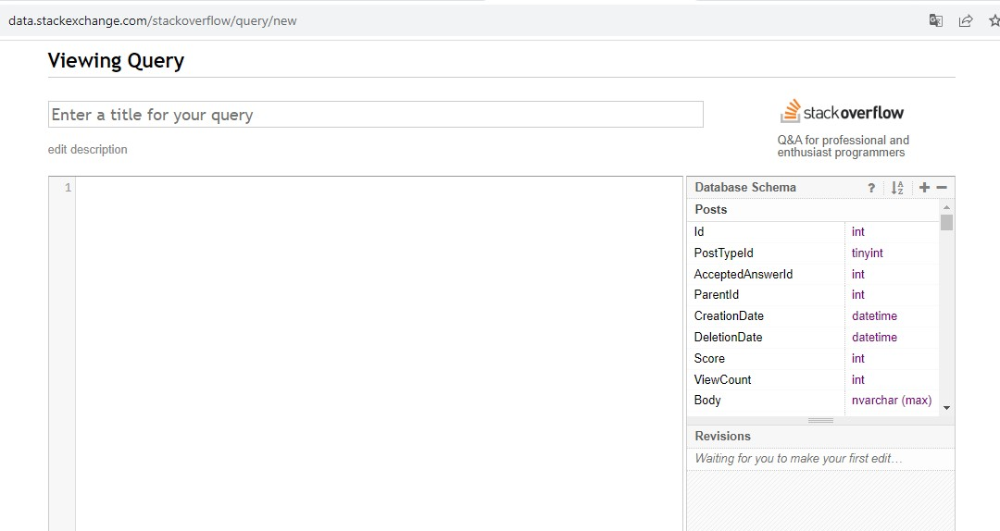 data.stackexchange.com/stackoverflow/query/new
Viewing Query
Enter a title for your query
stackoverflow
Q&A for professional and
enthusiast programmers
edit description
1
Database Schema ? A Z + −
Posts
Id int
PostTypeId tinyint
AcceptedAnswerId int
ParentId int
CreationDate datetime
DeletionDate datetime
Score int
ViewCount int
Body nvarchar (max)
Revisions
Waiting for you to make your first edit…